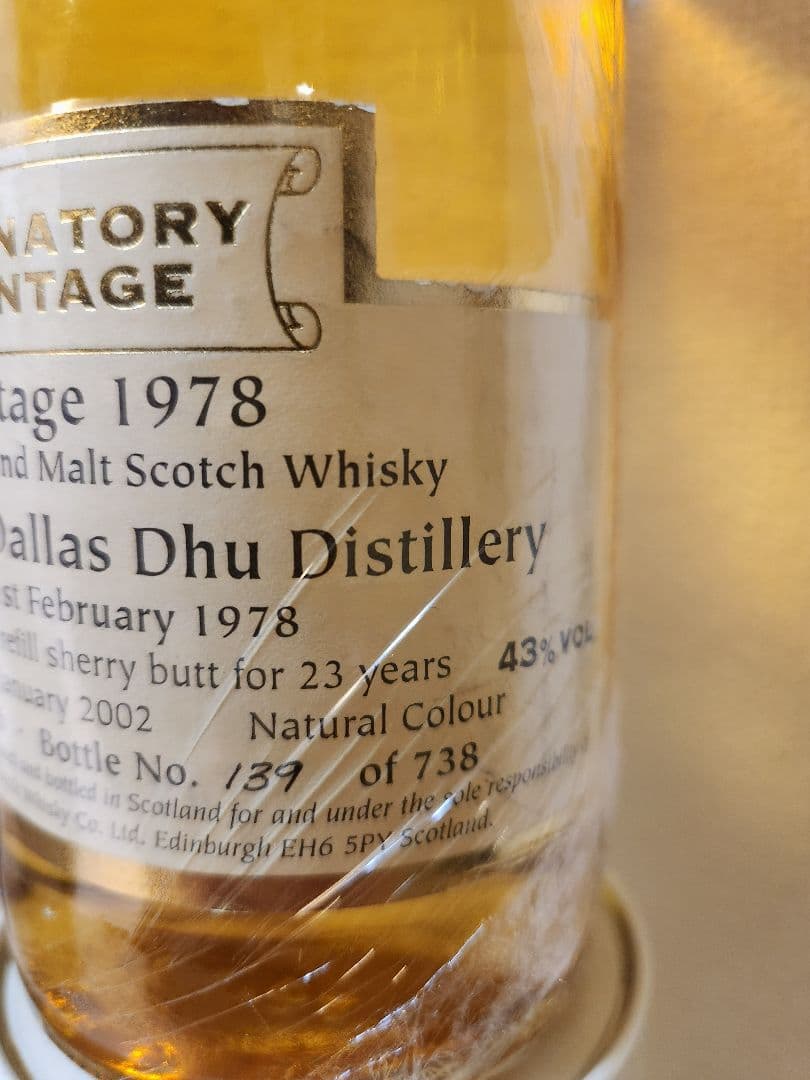 NATORY
NTAGE
tage 1978
nd Malt Scotch Whisky
Dallas Dhu Distillery
st February 1978
refill sherry butt for 23 years 43% VOL
anuary 2002 Natural Colour
Bottle No. 139 of 738
and bottled in Scotland for and under the sole responsibility
Whisky Co. Ltd. Edinburgh EH6 5PY Scotland.